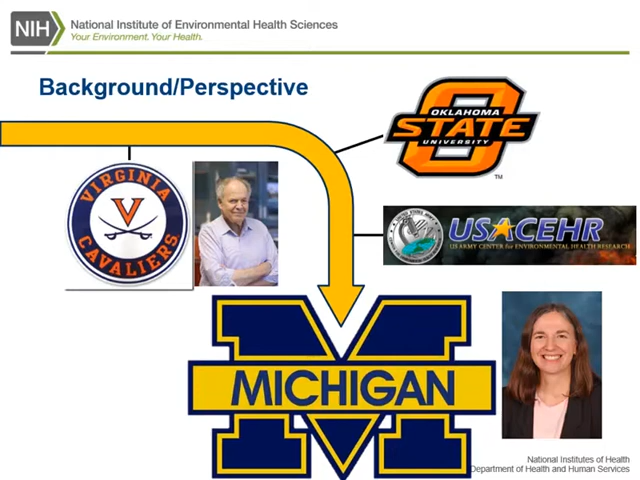 NIH
National Institute of Environmental Health Sciences
Your Environment. Your Health.
Background/Perspective
OKLAHOMA
STATE
UNIVERSITY
TM
VIRGINIA
V
CAVALIERS
USACEHR
US ARMY CENTER for ENVIRONMENTAL HEALTH RESEARCH
MICHIGAN
National Institutes of Health
Department of Health and Human Services